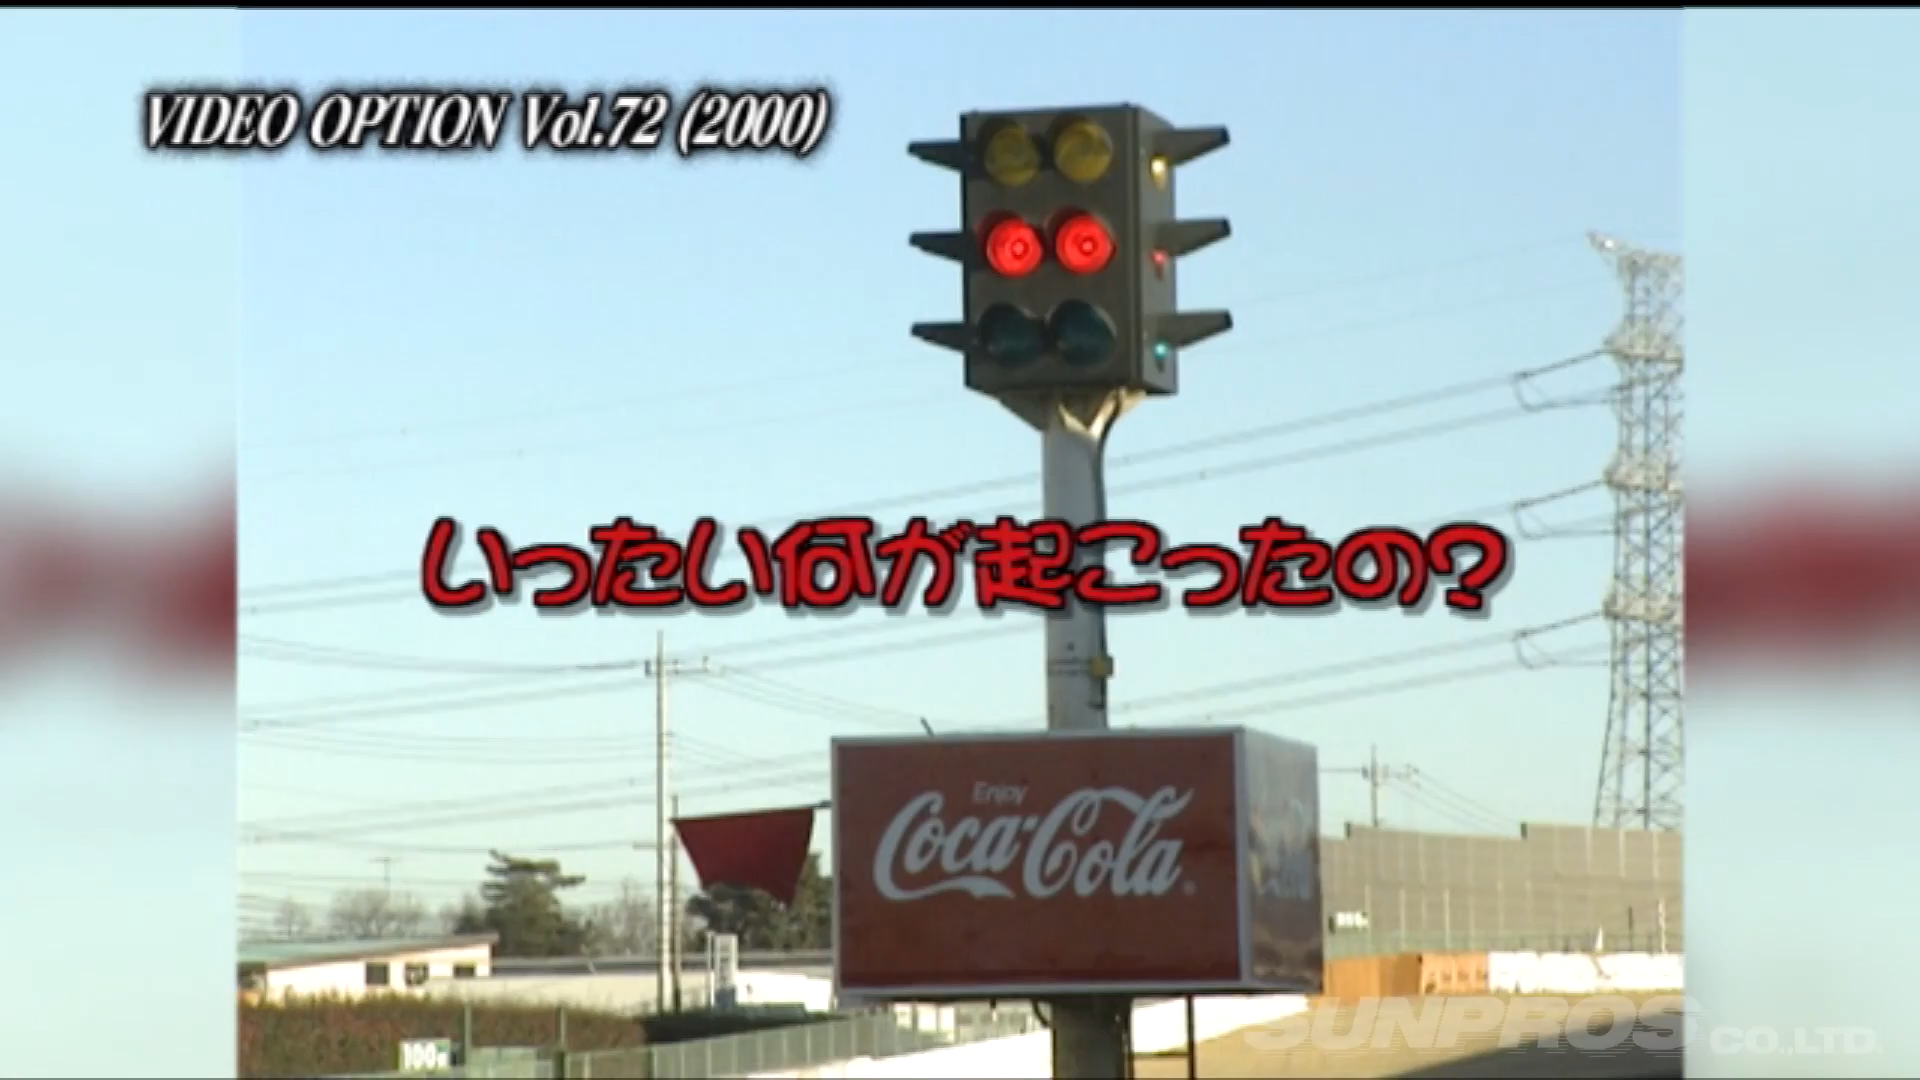 VIDEO OPTION Vol.72 (2000)
いったい何が起こったの?
Enjoy
Coca-Cola
100
SUNPROS CO.,LTD.